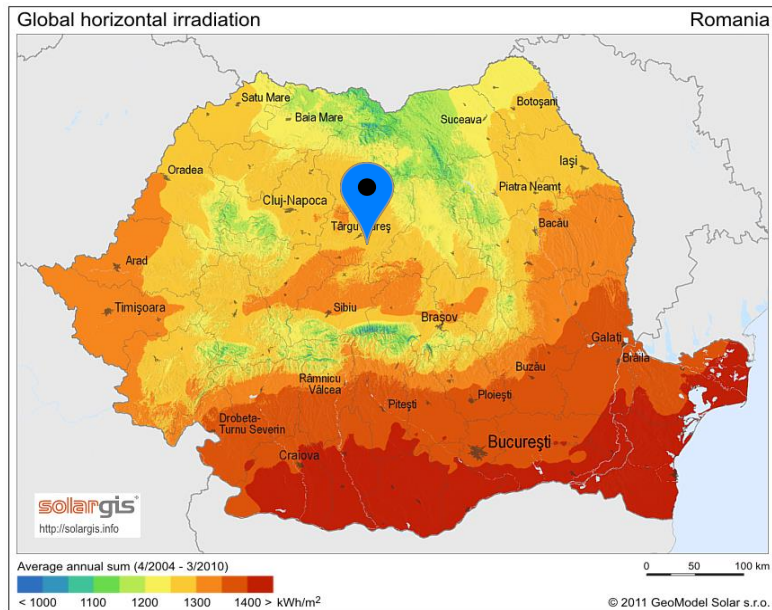 Global horizontal irradiation
Romania
Satu Mare
Botoşani
Baia Mare
Suceava
Iaşi
Oradea
Piatra Neamţ
Cluj-Napoca
Bacău
Târgu
Arad
Timişoara
Sibiu
Braşov
Galaţi
Brăila
Buzău
Râmnicu
Vâlcea
Ploieşti
Piteşti
Drobeta-
Turnu Severin
Bucureşti
Craiova
solargis
http://solargis.info
Average annual sum (4/2004 - 3/2010)
0 50 100 km
< 1000 1100 1200 1300 1400 > kWh/m²
© 2011 GeoModel Solar s.r.o.